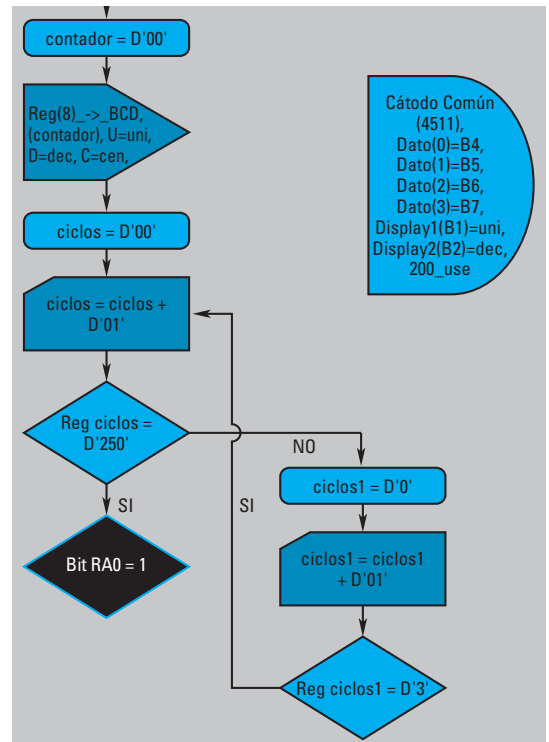 contador = D'00'
Reg(8)_->_BCD,
(contador), U=uni,
D=dec, C=cen,
ciclos = D'00'
ciclos = ciclos +
D'01'
Reg ciclos =
D'250'
SI
Bit RA0 = 1
NO
ciclos1 = D'0'
SI
ciclos1 = ciclos1
+ D'01'
Reg ciclos1 = D'3'
Cátodo Común
(4511),
Dato(0)=B4,
Dato(1)=B5,
Dato(2)=B6,
Dato(3)=B7,
Display1(B1)=uni,
Display2(B2)=dec,
200_use